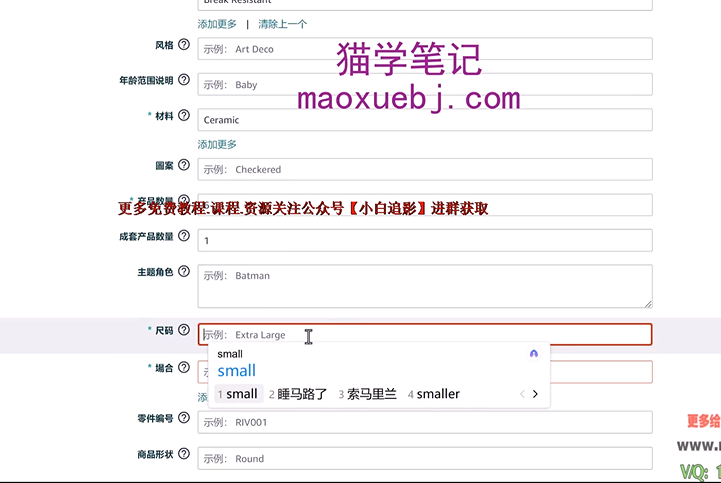 Break Resistant
添加更多 | 清除上一个
风格 ? 示例: Art Deco
猫学笔记
年龄范围说明 ? 示例: Baby
maoxuebj.com
* 材料 ? Ceramic
添加更多
图案 ? 示例: Checkered
* 产品数量 ?
更多免费教程.课程.资源关注公众号【小白追影】进群获取
成套产品数量 ? 1
主题角色 ? 示例: Batman
* 尺码 ? 示例: Extra Large
small
small
* 場合 ?
1 small 2 睡马路了 3 索马里兰 4 smaller
零件编号 ? 示例: RIV001
更多给
www.
商品形状 ? 示例: Round
VQ: 1